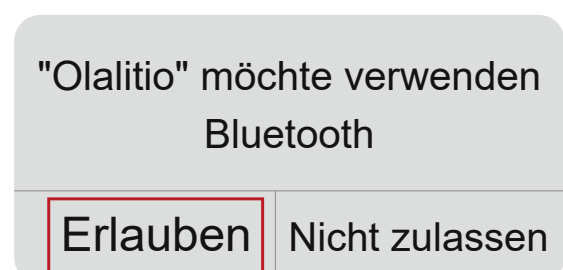 "Olalitio" möchte verwenden
Bluetooth
Erlauben Nicht zulassen